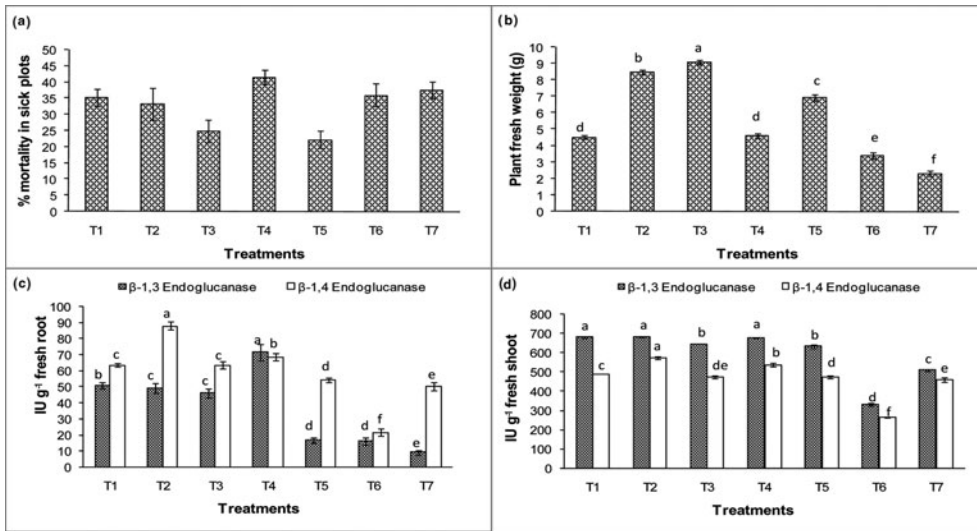 (a)
% mortality in sick plots
50
45
40
35
30
25
20
15
10
5
0
T1 T2 T3 T4 T5 T6 T7
Treatments
(b)
Plant fresh weight (g)
10
9
8
7
6
5
4
3
2
1
0
d b a d c e f
T1 T2 T3 T4 T5 T6 T7
Treatments
(c)
β-1,3 Endoglucanase β-1,4 Endoglucanase
IU g-1 fresh root
100
90
80
70
60
50
40
30
20
10
0
b c c a c c a b d d d f e e
T1 T2 T3 T4 T5 T6 T7
Treatments
(d)
β-1,3 Endoglucanase β-1,4 Endoglucanase
IU g-1 fresh shoot
800
700
600
500
400
300
200
100
0
a c a a b de a b b d d f c e
T1 T2 T3 T4 T5 T6 T7
Treatments